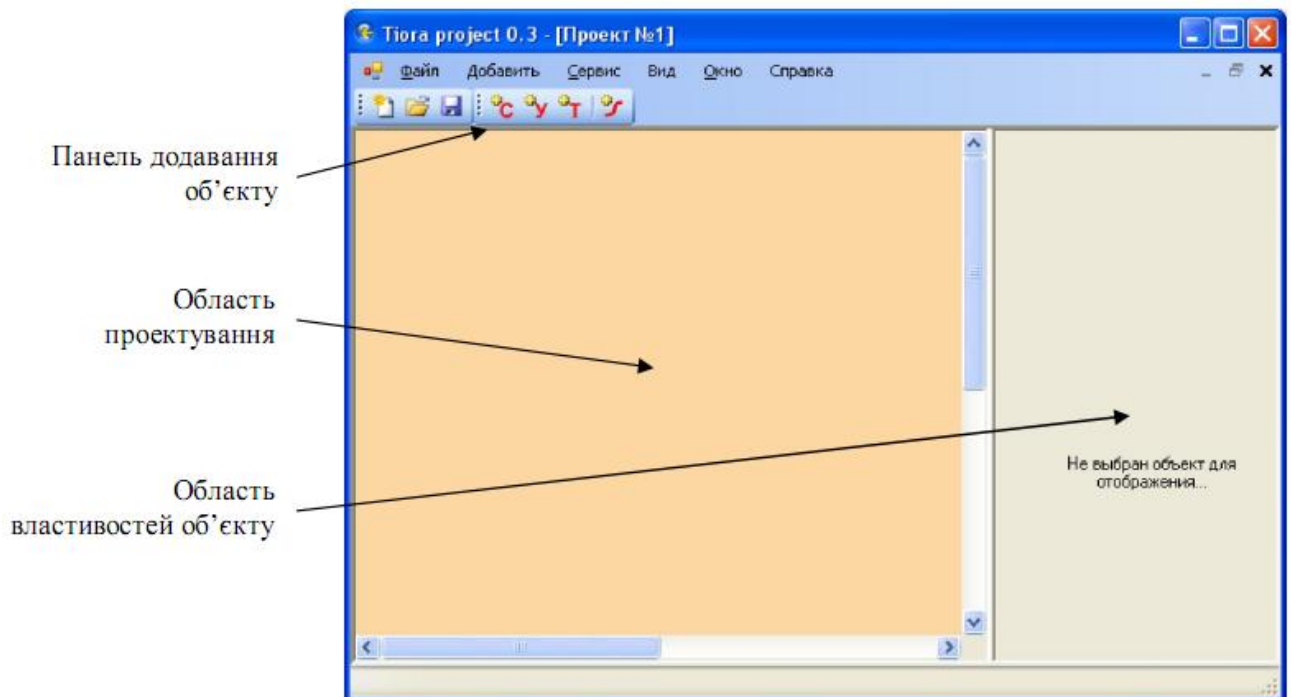 Tiora project 0.3 - [Проект №1]
Файл Добавить Сервис Вид Окно Справка
С У Т
Панель додавання
об’єкту
Область
проектування
Не выбран объект для
отображения...
Область
властивостей об’єкту